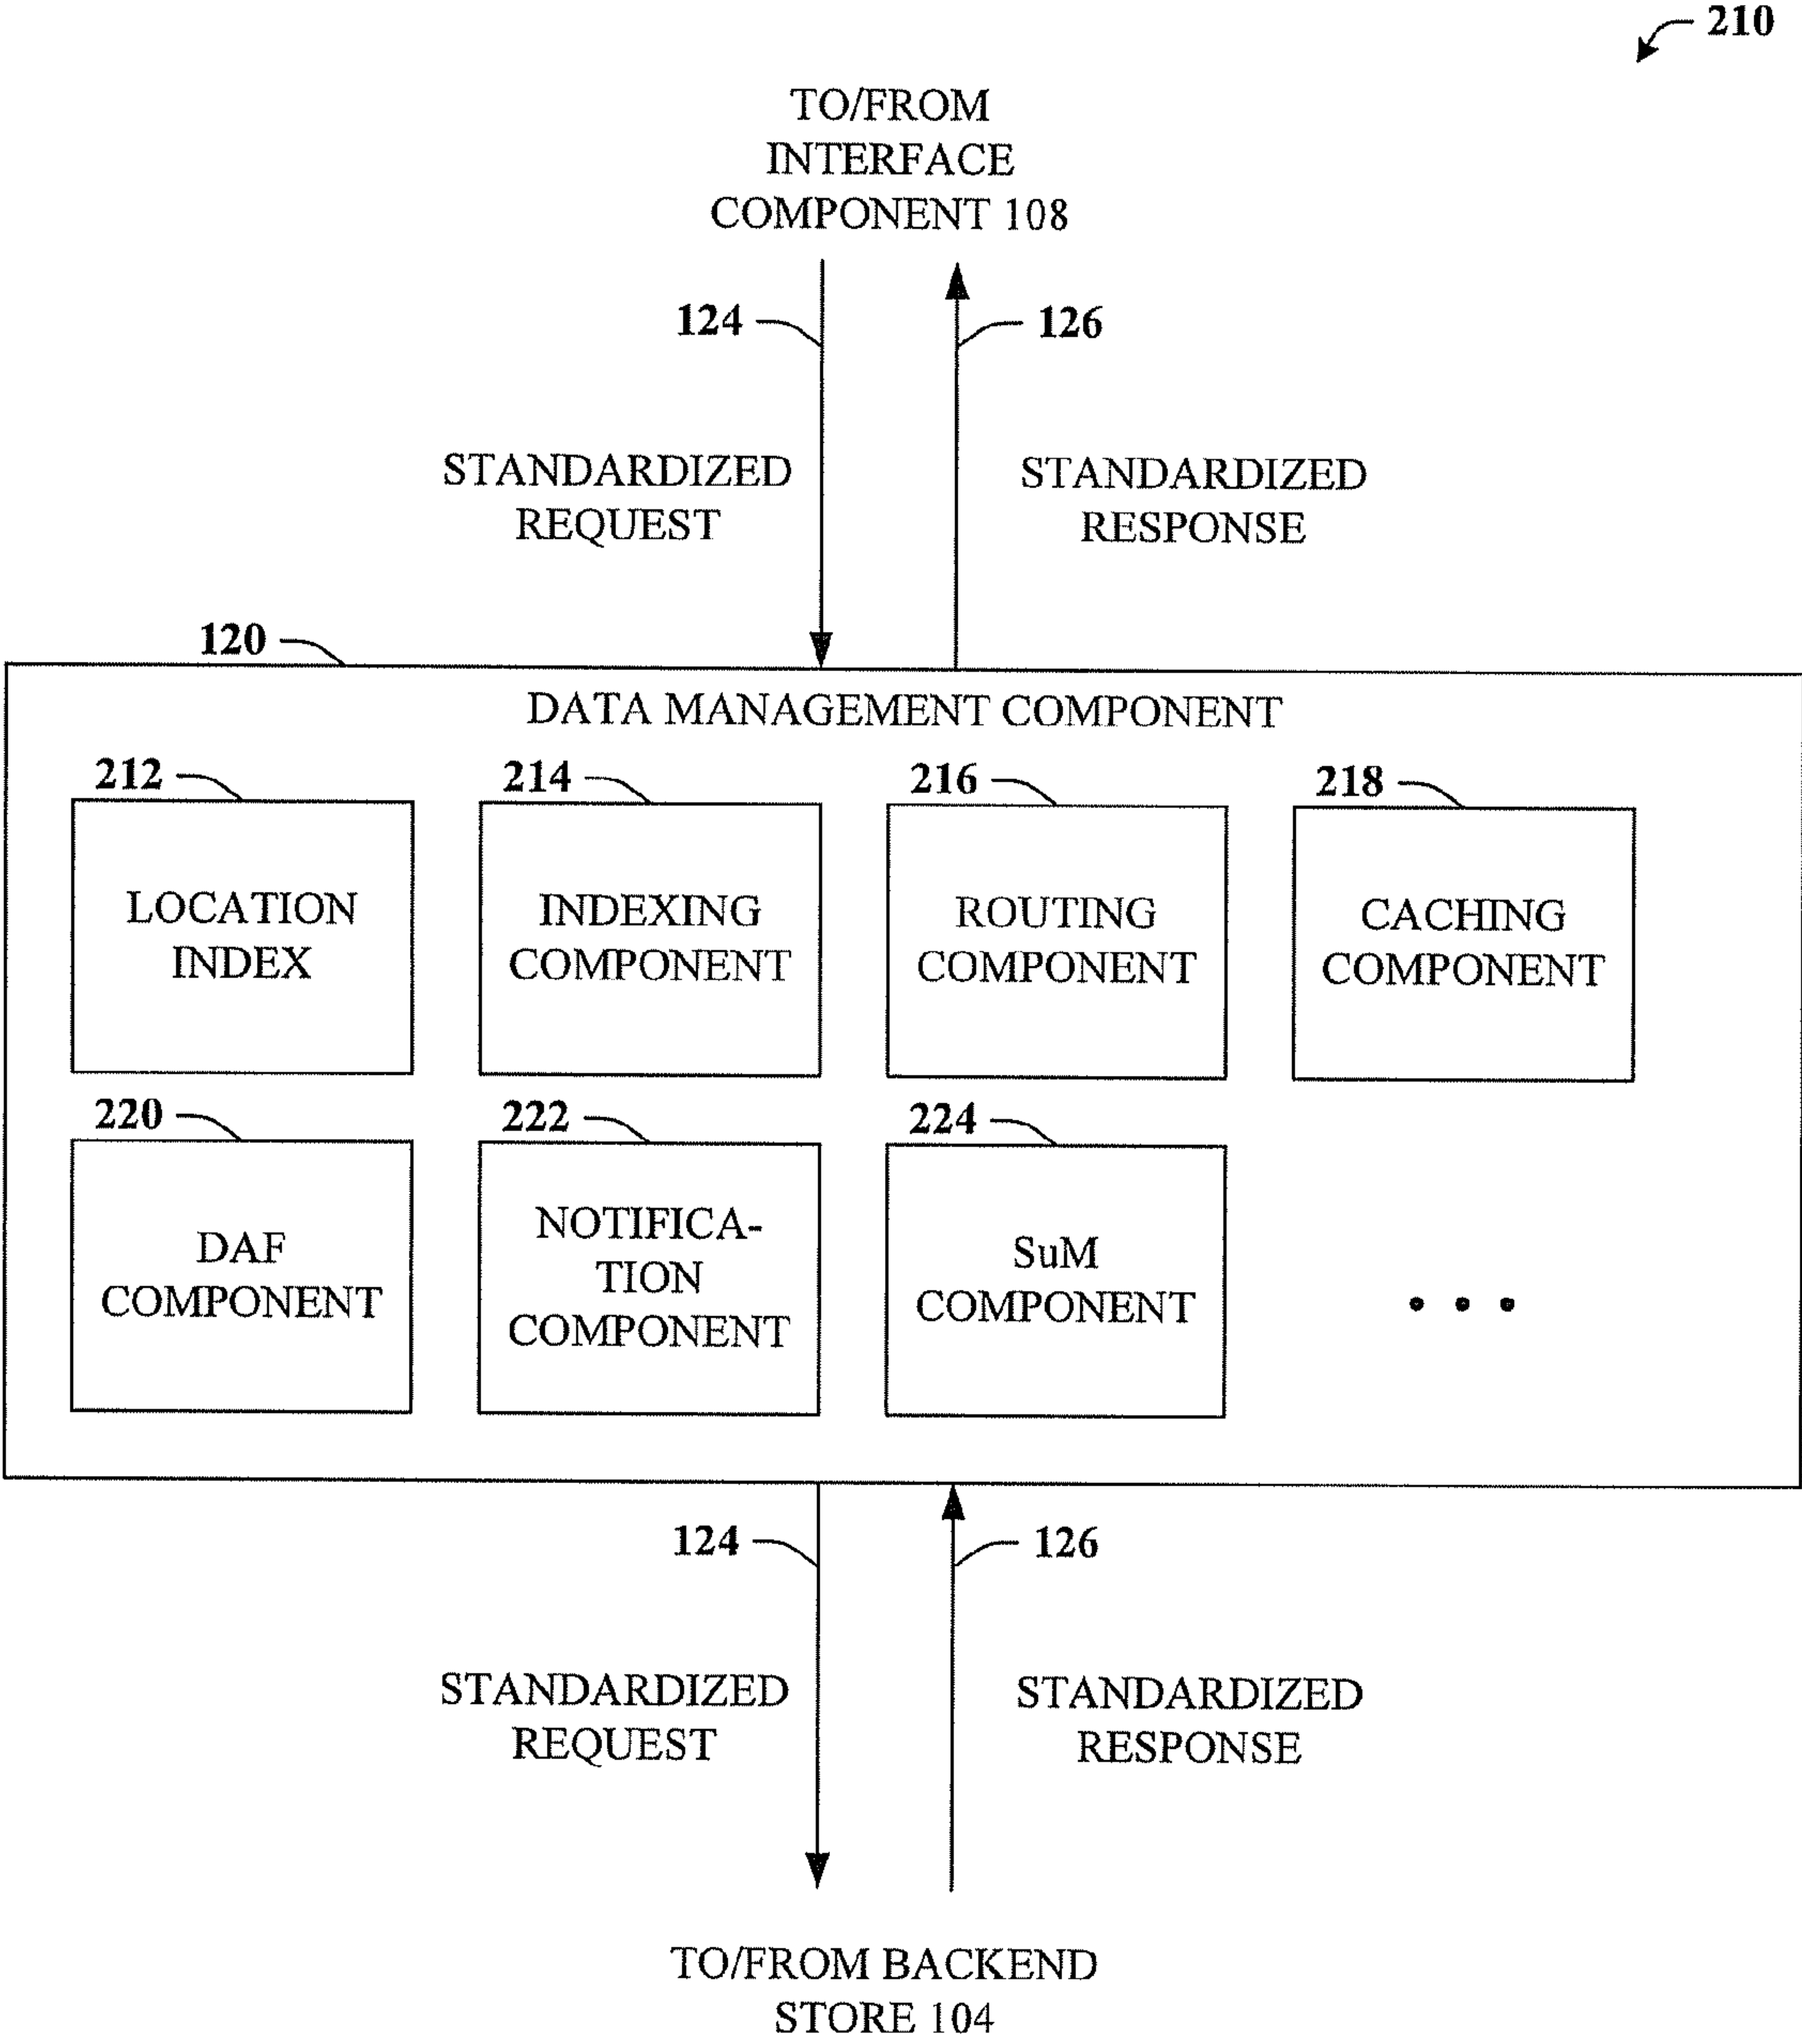 210
TO/FROM
INTERFACE
COMPONENT 108
124
126
STANDARDIZED
REQUEST
STANDARDIZED
RESPONSE
120
DATA MANAGEMENT COMPONENT
212
214
216
218
LOCATION
INDEX
INDEXING
COMPONENT
ROUTING
COMPONENT
CACHING
COMPONENT
220
222
224
DAF
COMPONENT
NOTIFICA-
TION
COMPONENT
SuM
COMPONENT
• • •
124
126
STANDARDIZED
REQUEST
STANDARDIZED
RESPONSE
TO/FROM BACKEND
STORE 104